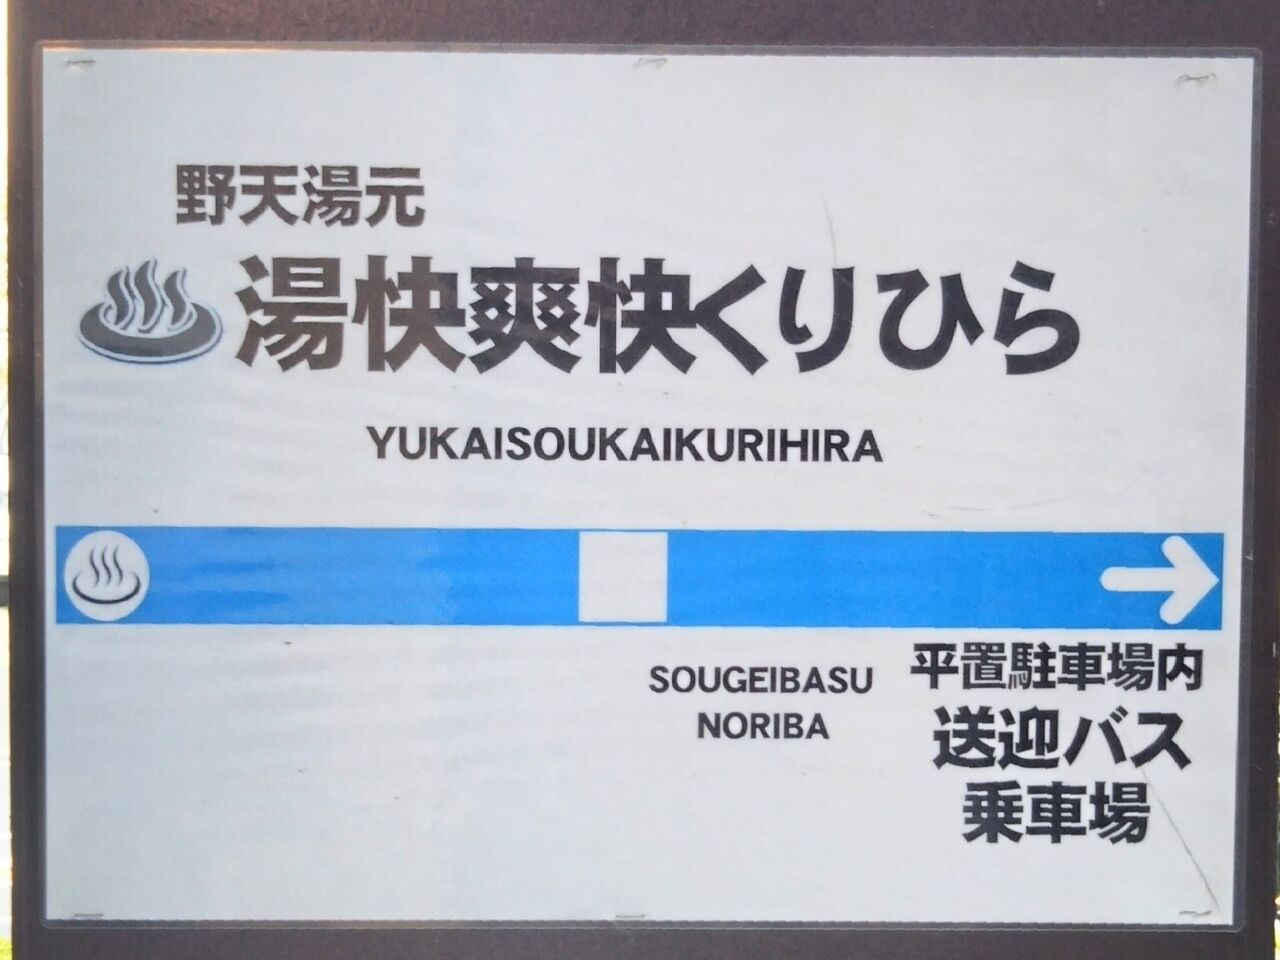 野天湯元
湯快爽快くりひら
YUKAISOUKAIKURIHIRA
SOUGEIBASU
NORIBA
平置駐車場内
送迎バス
乗車場